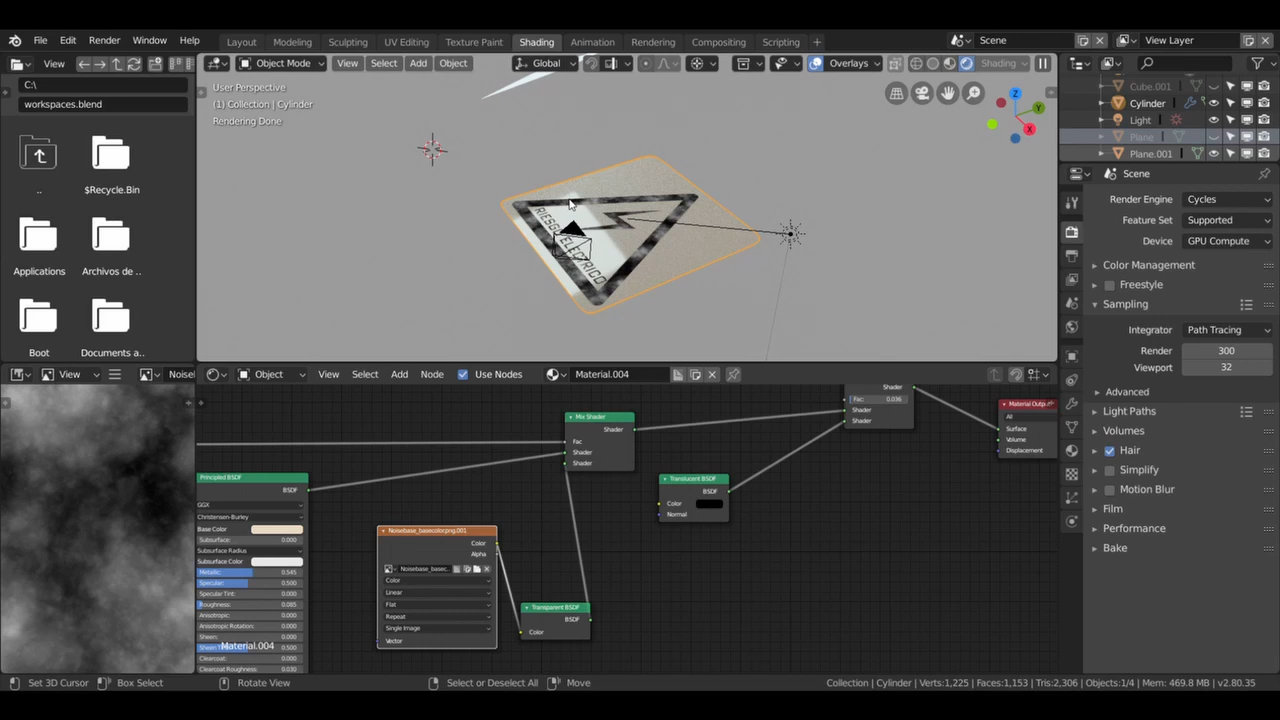 File Edit Render Window Help
Layout Modeling Sculpting UV Editing Texture Paint Shading Animation Rendering Compositing Scripting +
Scene View Layer
View
Object Mode View Select Add Object Global Overlays Shading
C:\
workspaces.blend
..
$Recycle.Bin
Applications
Archivos de ..
Boot
Documents a..
User Perspective
(1) Collection | Cylinder
Rendering Done
RIESGO ELECTRICO
Z
Y
X
Cube.001
Cylinder
Light
Plane
Plane.001
Scene
Render Engine Cycles
Feature Set Supported
Device GPU Compute
Color Management
Freestyle
Sampling
Integrator Path Tracing
Render 300
Viewport 32
Advanced
Light Paths
Volumes
Hair
Simplify
Motion Blur
Film
Performance
Bake
View Noisel
Object View Select Add Node Use Nodes Material.004
Principled BSDF
BSDF
GGX
Christensen-Burley
Base Color
Subsurface: 0.000
Subsurface Radius
Subsurface Color
Metallic: 0.545
Specular: 0.500
Specular Tint: 0.000
Roughness: 0.085
Anisotropic: 0.000
Anisotropic Rotation: 0.000
Sheen: 0.000
0.500
Clearcoat: 0.000
Clearcoat Roughness: 0.030
Material.004
Noisebase_basecolor.png.001
Color
Alpha
Noisebase_basec..
Color
Linear
Flat
Repeat
Single Image
Vector
Transparent BSDF
BSDF
Color
Mix Shader
Shader
Fac
Shader
Shader
Translucent BSDF
BSDF
Color
Normal
Shader
Fac: 0.036
Shader
Shader
Material Outpu
All
Surface
Volume
Displacement
Set 3D Cursor Box Select Rotate View Select or Deselect All Move Collection | Cylinder | Verts:1,225 | Faces:1,153 | Tris:2,306 | Objects:1/4 | Mem: 469.8 MB | v2.80.35